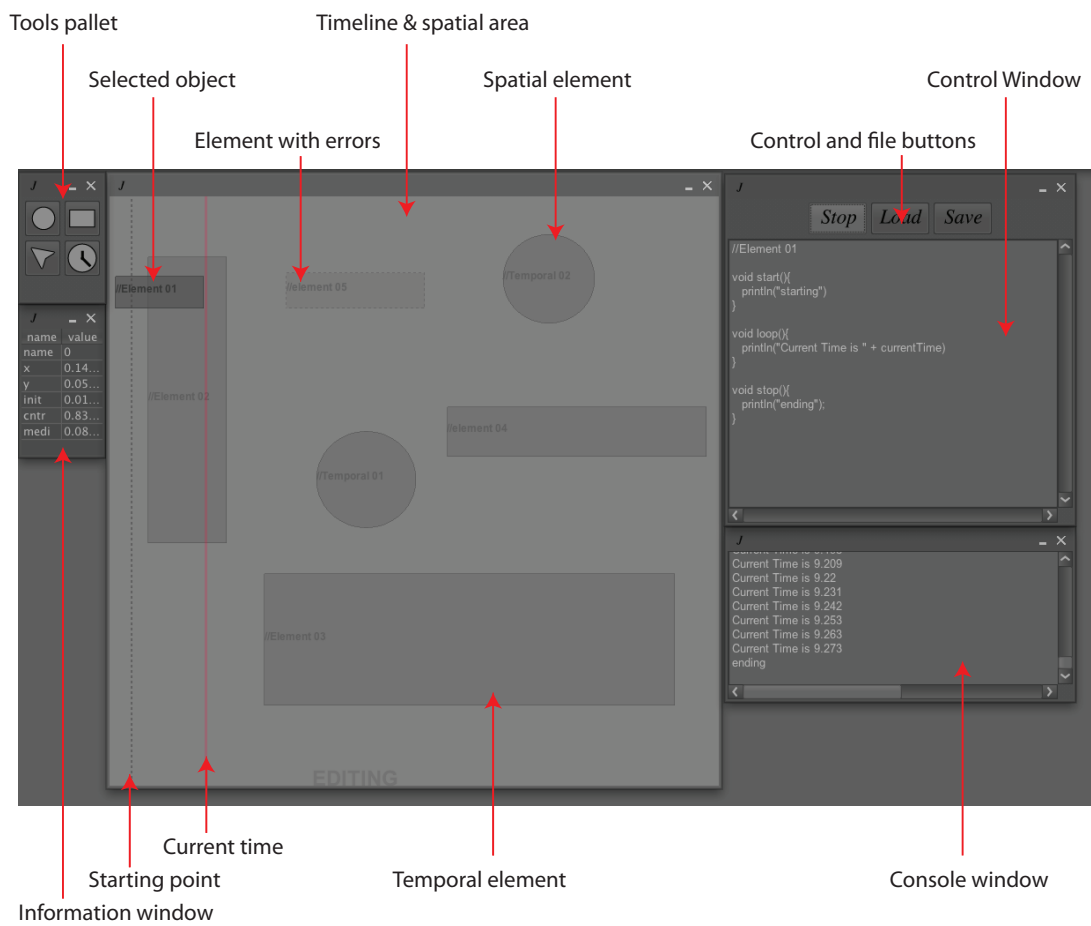 Tools pallet
Timeline & spatial area
Selected object
Spatial element
Control Window
Element with errors
Control and file buttons
J
J
J
Stop Load Save
//Element 01
//element 05
//Temporal 02
//Element 01
void start(){
println("starting")
}
void loop(){
println("Current Time is " + currentTime)
}
void stop(){
println("ending");
}
J
name value
name 0
x 0.14...
y 0.05...
init 0.01...
cntr 0.83...
medi 0.08...
//Element 02
//element 04
//Temporal 01
//Element 03
EDITING
J
Current Time is 9.209
Current Time is 9.22
Current Time is 9.231
Current Time is 9.242
Current Time is 9.253
Current Time is 9.263
Current Time is 9.273
ending
Current time
Starting point
Temporal element
Console window
Information window